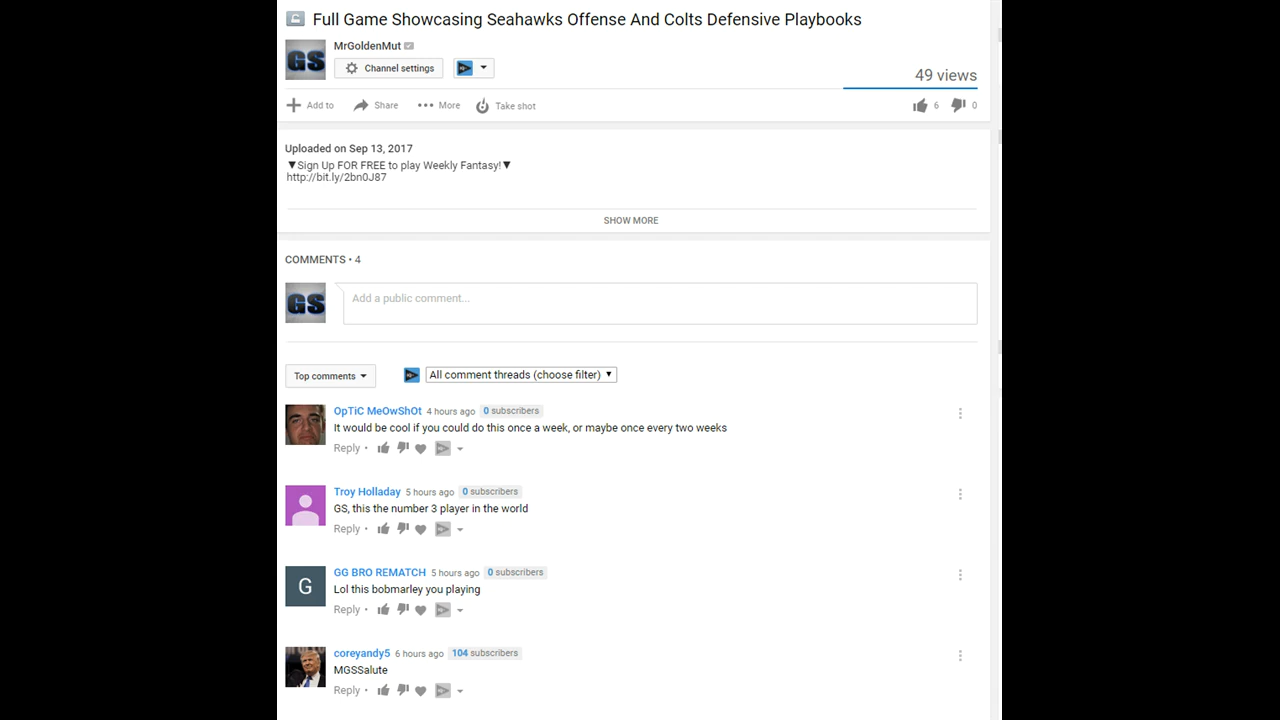 Full Game Showcasing Seahawks Offense And Colts Defensive Playbooks
GS
MrGoldenMut
Channel settings
49 views
Add to
Share
More
Take shot
6
0
Uploaded on Sep 13, 2017
▼Sign Up FOR FREE to play Weekly Fantasy!▼
http://bit.ly/2bn0J87
SHOW MORE
COMMENTS • 4
GS
Add a public comment...
Top comments
All comment threads (choose filter)
OpTiC MeOwShOt 4 hours ago 0 subscribers
It would be cool if you could do this once a week, or maybe once every two weeks
Reply •
Troy Holladay 5 hours ago 0 subscribers
GS, this the number 3 player in the world
Reply •
G
GG BRO REMATCH 5 hours ago 0 subscribers
Lol this bobmarley you playing
Reply •
coreyandy5 6 hours ago 104 subscribers
MGSSalute
Reply •